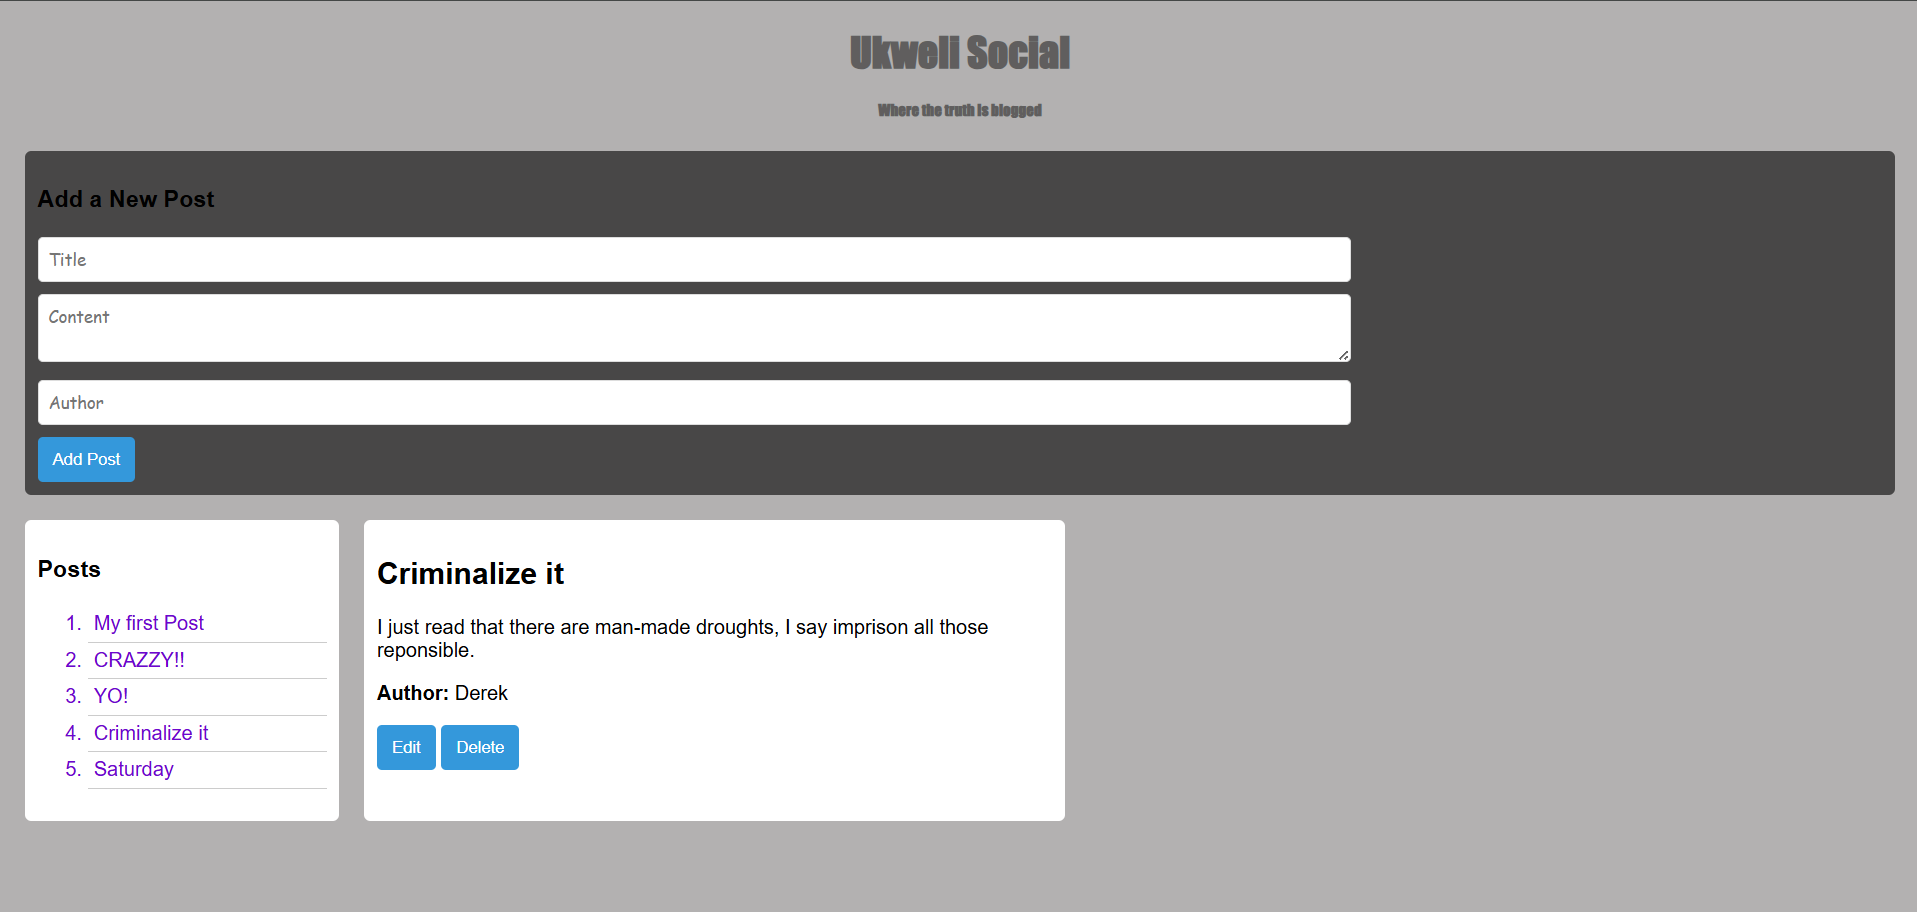 Ukweli Social
Where the truth is blogged
Add a New Post
Title
Content
Author
Add Post
Posts
1. My first Post
2. CRAZZY!!
3. YO!
4. Criminalize it
5. Saturday
Criminalize it
I just read that there are man-made droughts, I say imprison all those
reponsible.
Author: Derek
Edit Delete